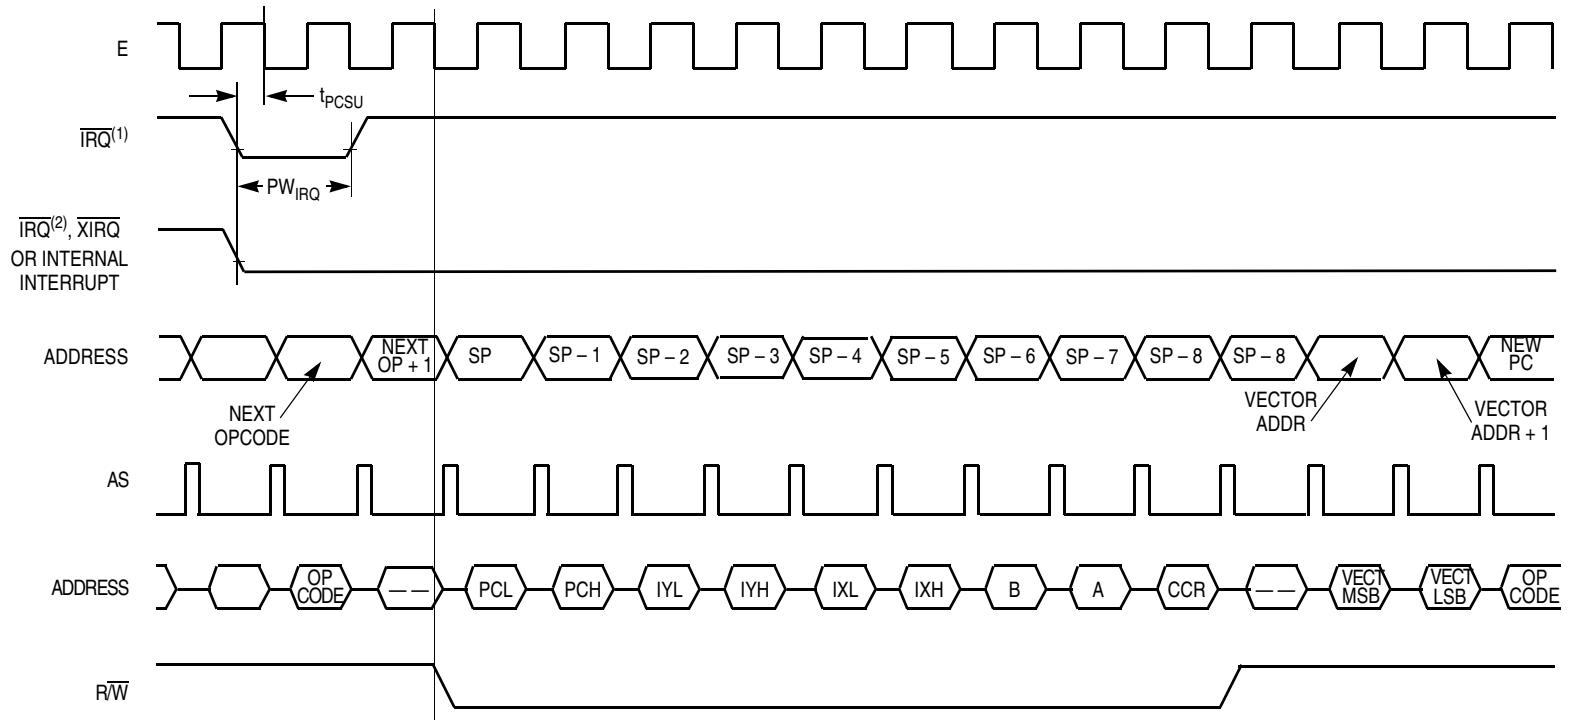 E
tPCSU
IRQ(1)
PWIRQ
IRQ(2), XIRQ
OR INTERNAL
INTERRUPT
ADDRESS
NEXT
OP + 1
SP
SP – 1
SP – 2
SP – 3
SP – 4
SP – 5
SP – 6
SP – 7
SP – 8
SP – 8
NEW
PC
NEXT
OPCODE
VECTOR
ADDR
VECTOR
ADDR + 1
AS
ADDRESS
OP
CODE
— —
PCL
PCH
IYL
IYH
IXL
IXH
B
A
CCR
— —
VECT
MSB
VECT
LSB
OP
CODE
R/W